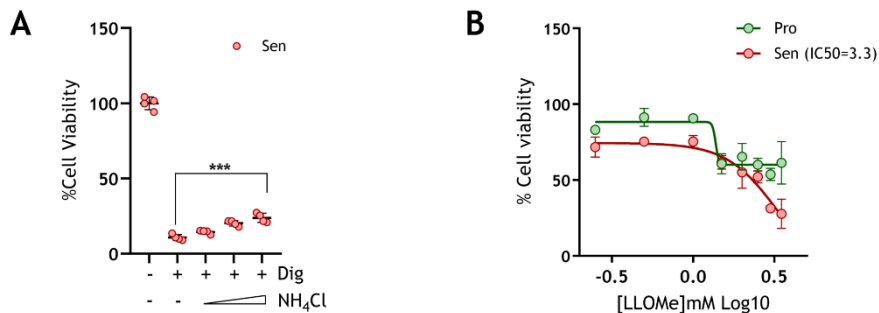 A
Sen
%Cell Viability
150
100
50
0
***
- + + + + Dig
- - NH₄Cl
B
Pro
Sen (IC50=3.3)
% Cell viability
150
100
50
0
-0.5 0.0 0.5
[LLOMe]mM Log10